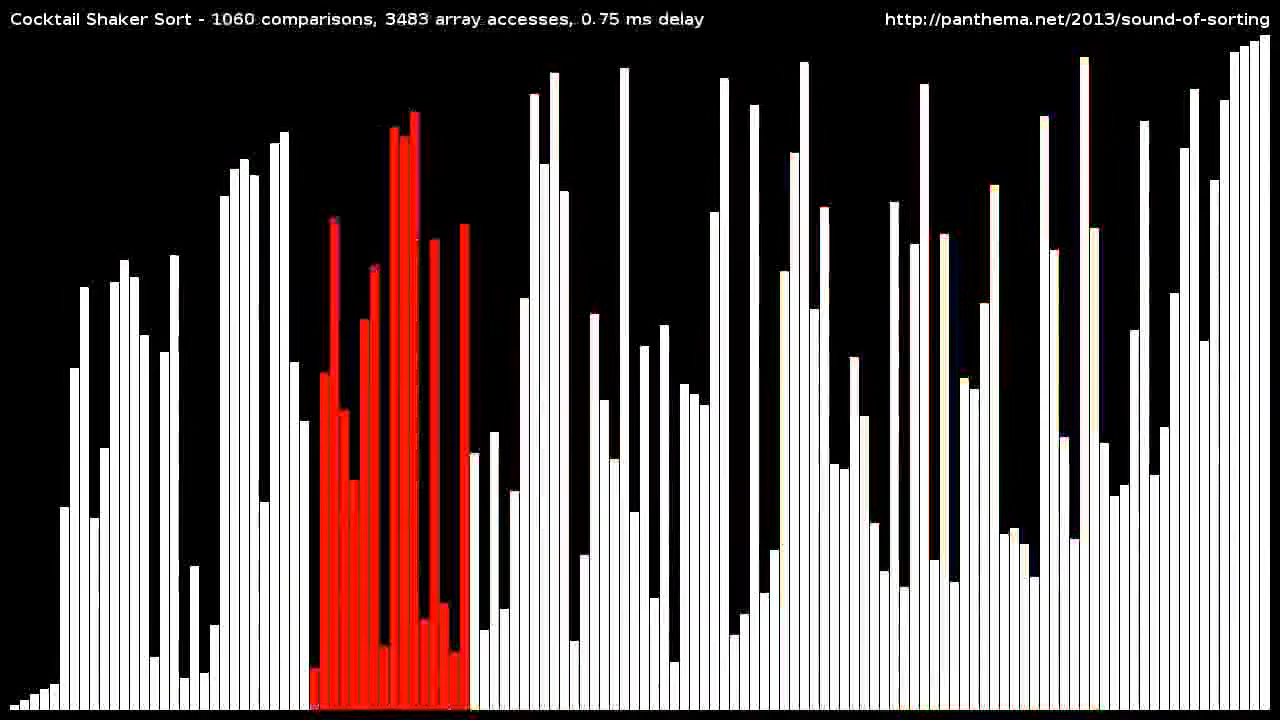 Cocktail Shaker Sort - 1060 comparisons, 3483 array accesses, 0.75 ms delay
http://panthema.net/2013/sound-of-sorting